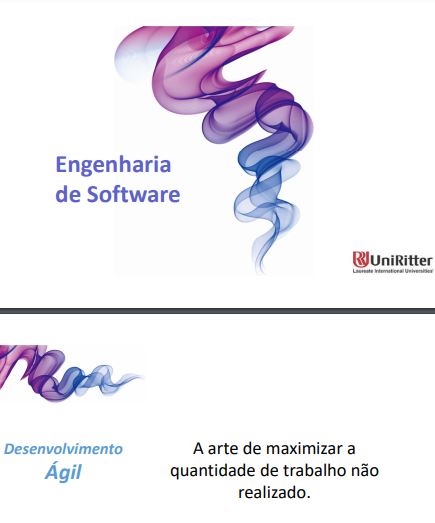 Engenharia
de Software
UniRitter
Laureate International Universities
Desenvolvimento
Ágil
A arte de maximizar a
quantidade de trabalho não
realizado.